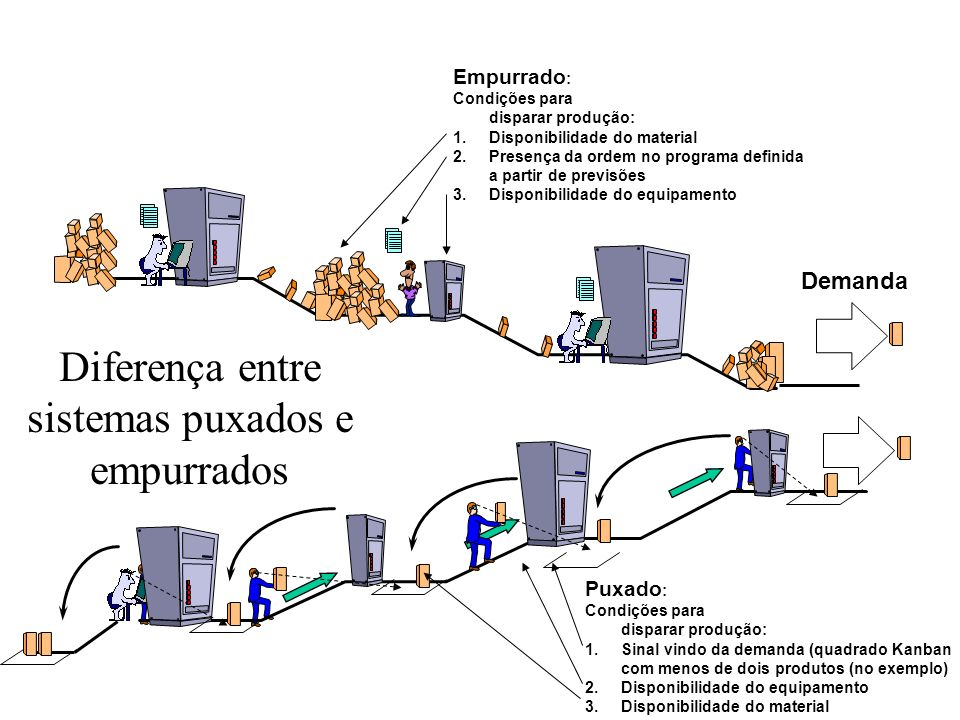 Empurrado:
Condições para
disparar produção:
1. Disponibilidade do material
2. Presença da ordem no programa definida
a partir de previsões
3. Disponibilidade do equipamento
Demanda
Diferença entre
sistemas puxados e
empurrados
Puxado:
Condições para
disparar produção:
1. Sinal vindo da demanda (quadrado Kanban
com menos de dois produtos (no exemplo)
2. Disponibilidade do equipamento
3. Disponibilidade do material